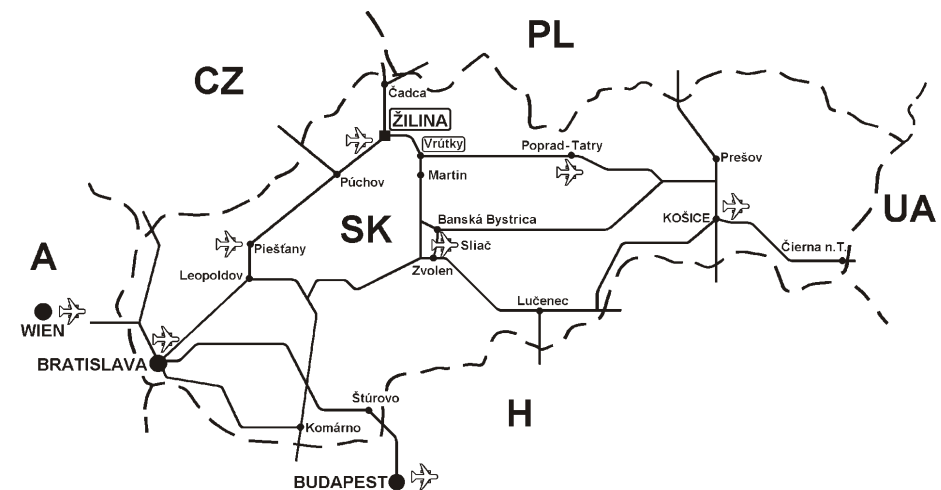 PL
CZ
Čadca
ŽILINA
Vrútky
Poprad-Tatry
Prešov
Púchov
Martin
SK
Banská Bystrica
KOŠICE
UA
Piešťany
Sliač
Čierna n.T.
A
Leopoldov
Zvolen
Lučenec
WIEN
BRATISLAVA
Štúrovo
H
Komárno
BUDAPEST